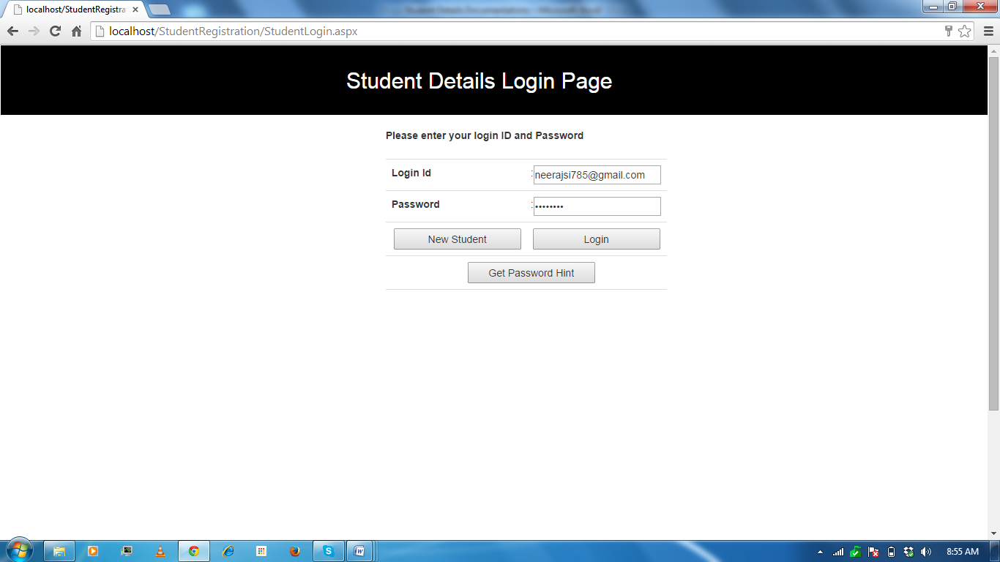 localhost/StudentRegistra
localhost/StudentRegistration/StudentLogin.aspx
Student Details Login Page
Please enter your login ID and Password
Login Id : neerajsi785@gmail.com
Password : ••••••••
New Student Login
Get Password Hint
8:55 AM